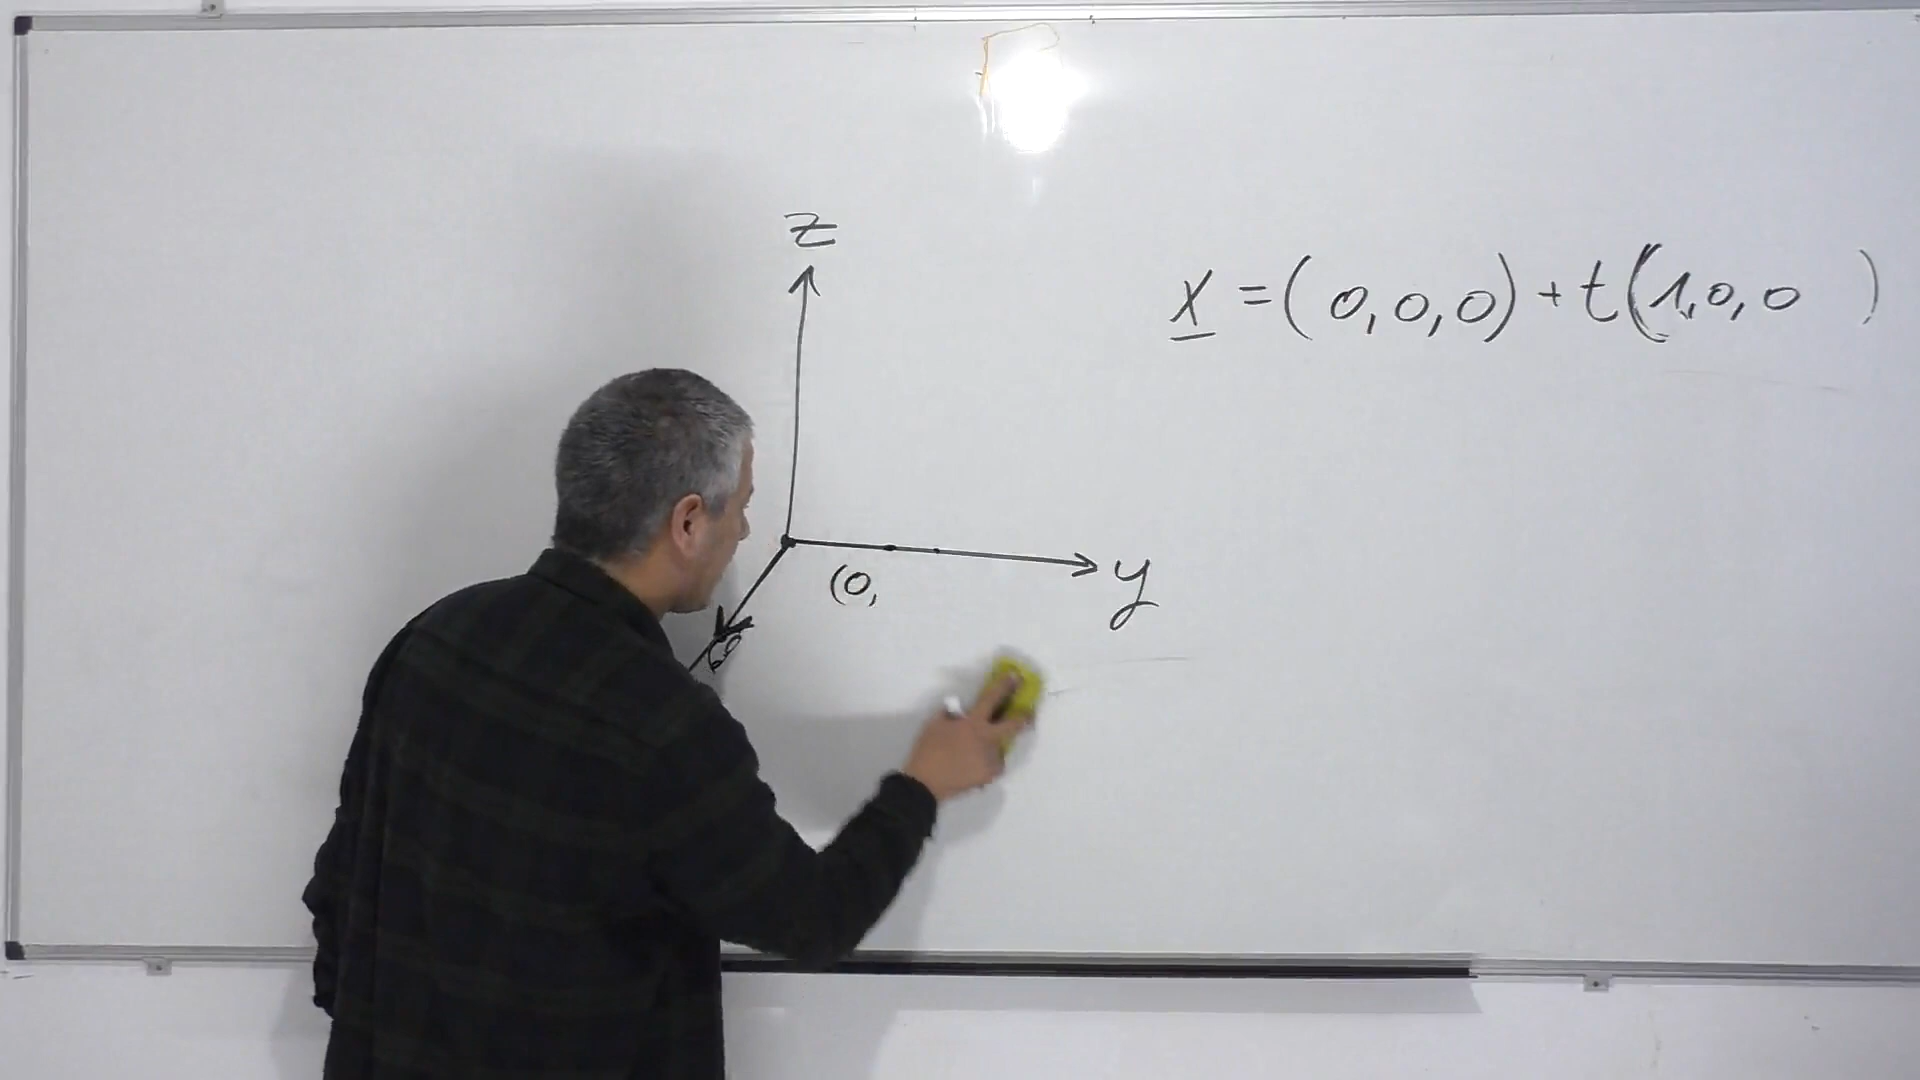 z
x = ( 0, 0, 0) + t (1, 0, 0 )
y
(0,